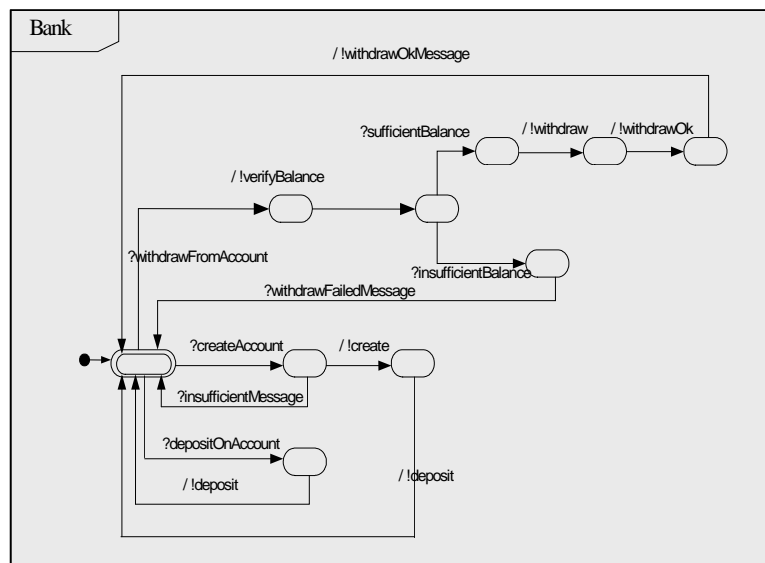 Bank
/ !withdrawOkMessage
?sufficientBalance
/ !withdraw
/ !withdrawOk
/ !verifyBalance
?withdrawFromAccount
?insufficientBalance
?withdrawFailedMessage
?createAccount
/ !create
?insufficientMessage
?depositOnAccount
/ !deposit
/ !deposit